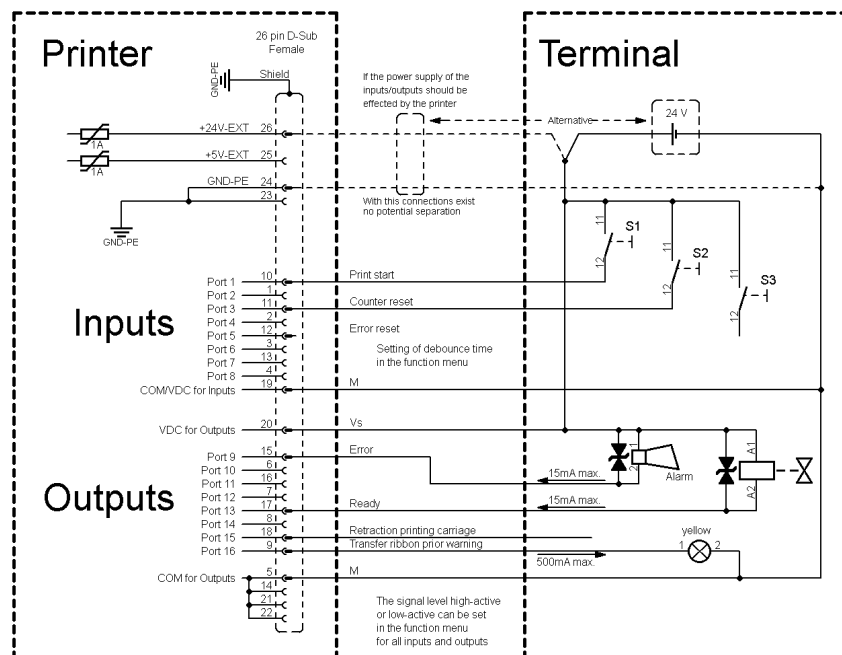 Printer
26 pin D-Sub
Female
Terminal
GND-PE
Shield
If the power supply of the
inputs/outputs should be
effected by the printer
Alternative
24 V
1A
+24V-EXT 26
1A
+5V-EXT 25
GND-PE 24
23
GND-PE
With this connections exist
no potential separation
11
12
S1
11
12
S2
11
12
S3
Inputs
Port 1 10 Print start
Port 2 1
Port 3 11 Counter reset
Port 4 2
Port 5 12 Error reset
Port 6 3
Port 7 13
Port 8 4
Setting of debounce time
in the function menu
COM/VDC for Inputs 19 M
VDC for Outputs 20 Vs
Outputs
Port 9 15 Error
Port 10 6
Port 11 16
Port 12 7
Port 13 17 Ready
Port 14 8
Port 15 18 Retraction printing carriage
Port 16 9 Transfer ribbon prior warning
15mA max.
1
2
Alarm
A1
A2
15mA max.
yellow
1 2
500mA max.
COM for Outputs 5 M
14
21
22
The signal level high-active
or low-active can be set
in the function menu
for all inputs and outputs